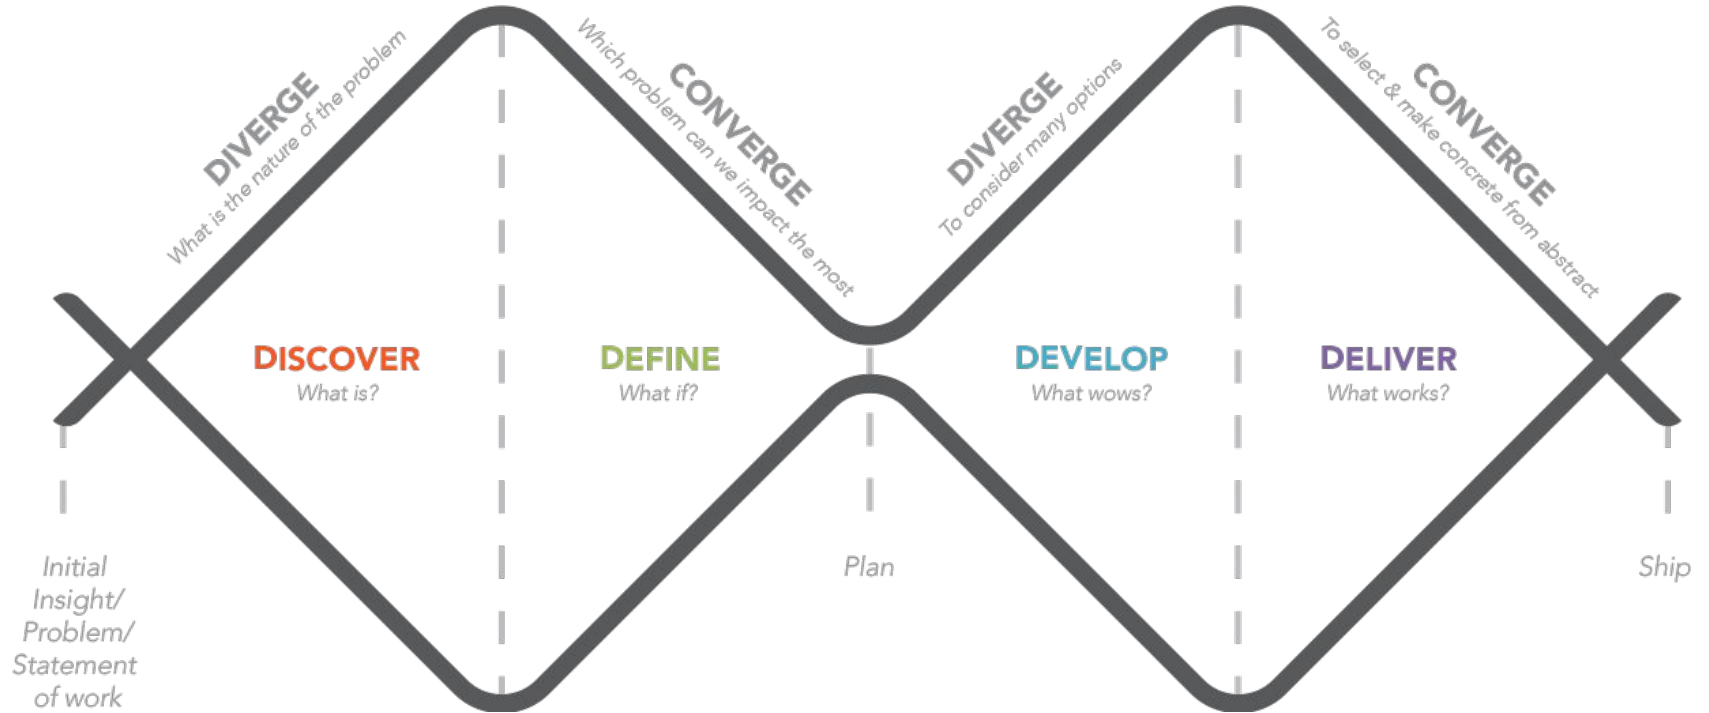 DIVERGE
What is the nature of the problem
CONVERGE
Which problem can we impact the most
DIVERGE
To consider many options
CONVERGE
To select & make concrete from abstract
DISCOVER
What is?
DEFINE
What if?
DEVELOP
What wows?
DELIVER
What works?
Initial
Insight/
Problem/
Statement
of work
Plan
Ship